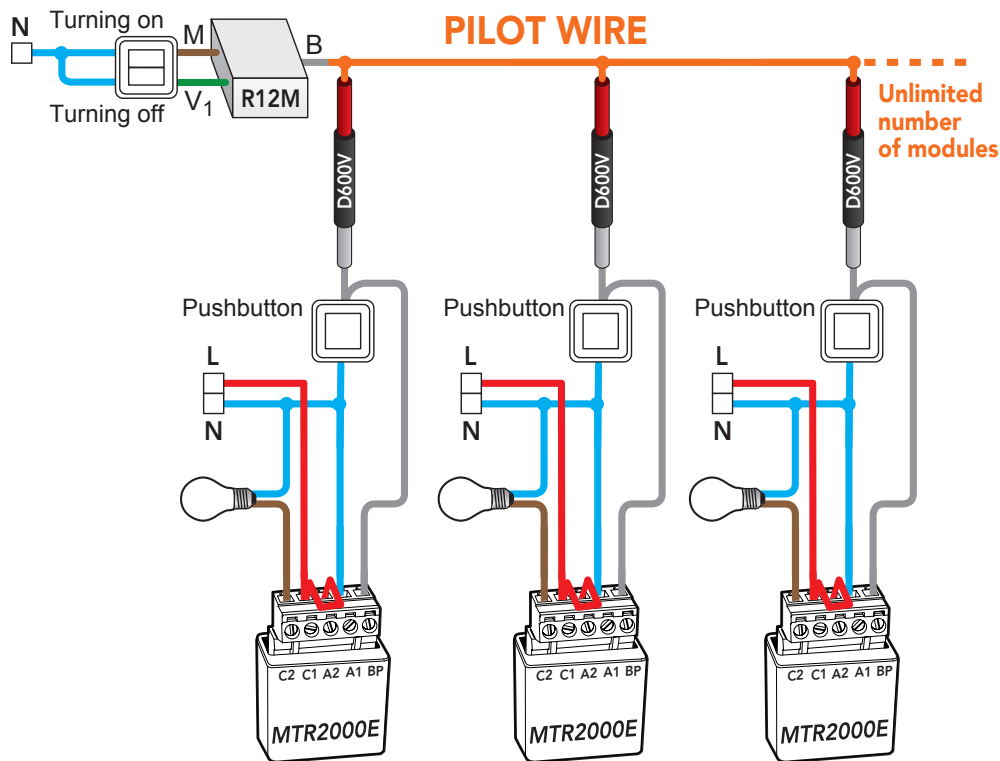 N
Turning on
M
B
PILOT WIRE
Turning off
V1
R12M
Unlimited
number
of modules
D600V
D600V
D600V
Pushbutton
Pushbutton
Pushbutton
L
L
L
N
N
N
C2 C1 A2 A1 BP
C2 C1 A2 A1 BP
C2 C1 A2 A1 BP
MTR2000E
MTR2000E
MTR2000E